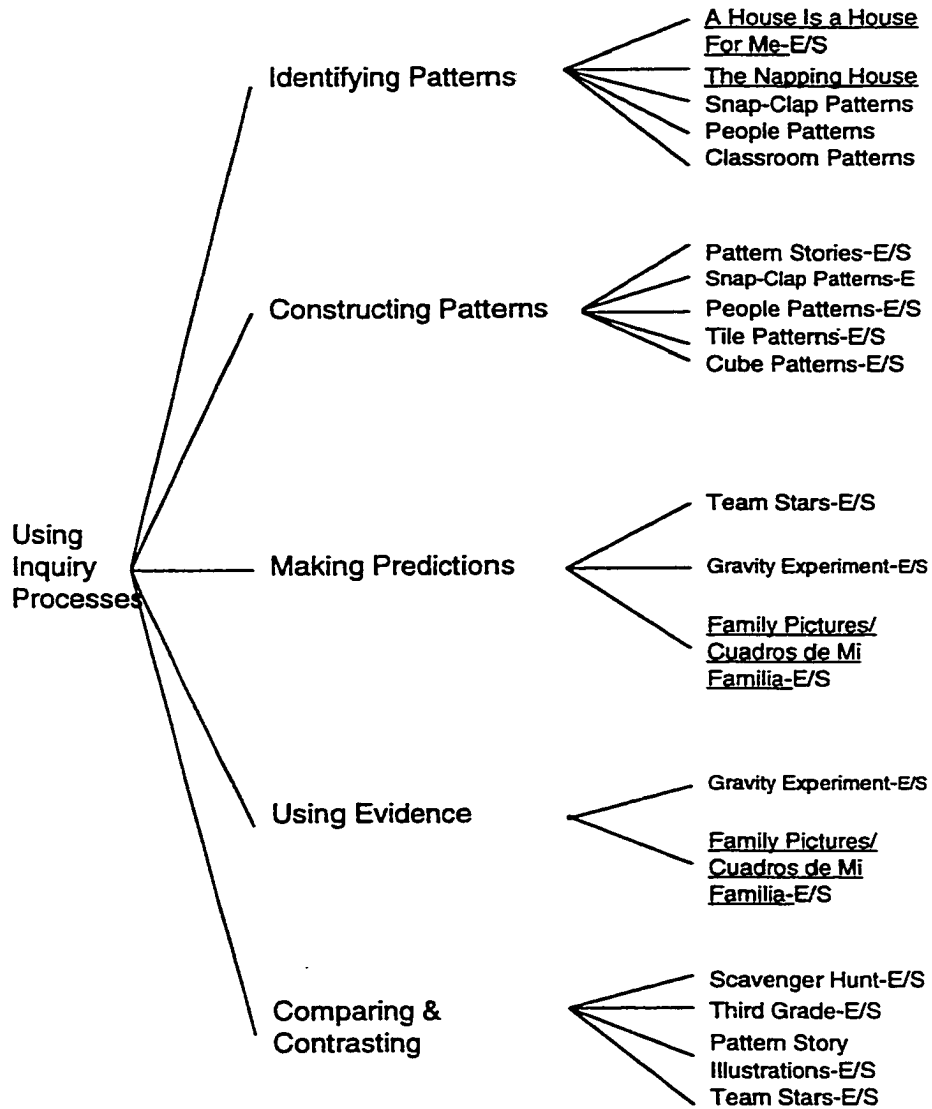 Using
Inquiry
Processes
Identifying Patterns
A House Is a House
For Me-E/S
The Napping House
Snap-Clap Patterns
People Patterns
Classroom Patterns
Constructing Patterns
Pattern Stories-E/S
Snap-Clap Patterns-E
People Patterns-E/S
Tile Patterns-E/S
Cube Patterns-E/S
Making Predictions
Team Stars-E/S
Gravity Experiment-E/S
Family Pictures/
Cuadros de Mi
Familia-E/S
Using Evidence
Gravity Experiment-E/S
Family Pictures/
Cuadros de Mi
Familia-E/S
Comparing &
Contrasting
Scavenger Hunt-E/S
Third Grade-E/S
Pattern Story
Illustrations-E/S
Team Stars-E/S